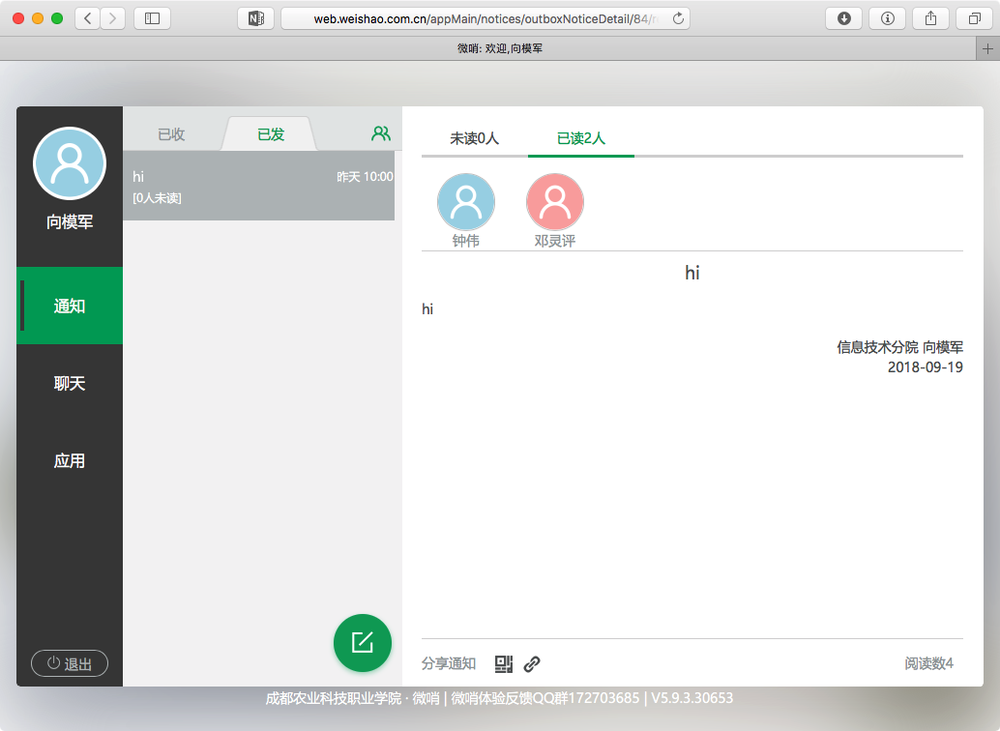 web.weishao.com.cn/appMain/notices/outboxNoticeDetail/84/
微哨: 欢迎,向模军
向模军
通知
聊天
应用
退出
已收
已发
hi
昨天 10:00
[0人未读]
未读0人
已读2人
钟伟
邓灵评
hi
hi
信息技术分院 向模军
2018-09-19
分享通知
阅读数4
成都农业科技职业学院 · 微哨 | 微哨体验反馈QQ群172703685 | V5.9.3.30653